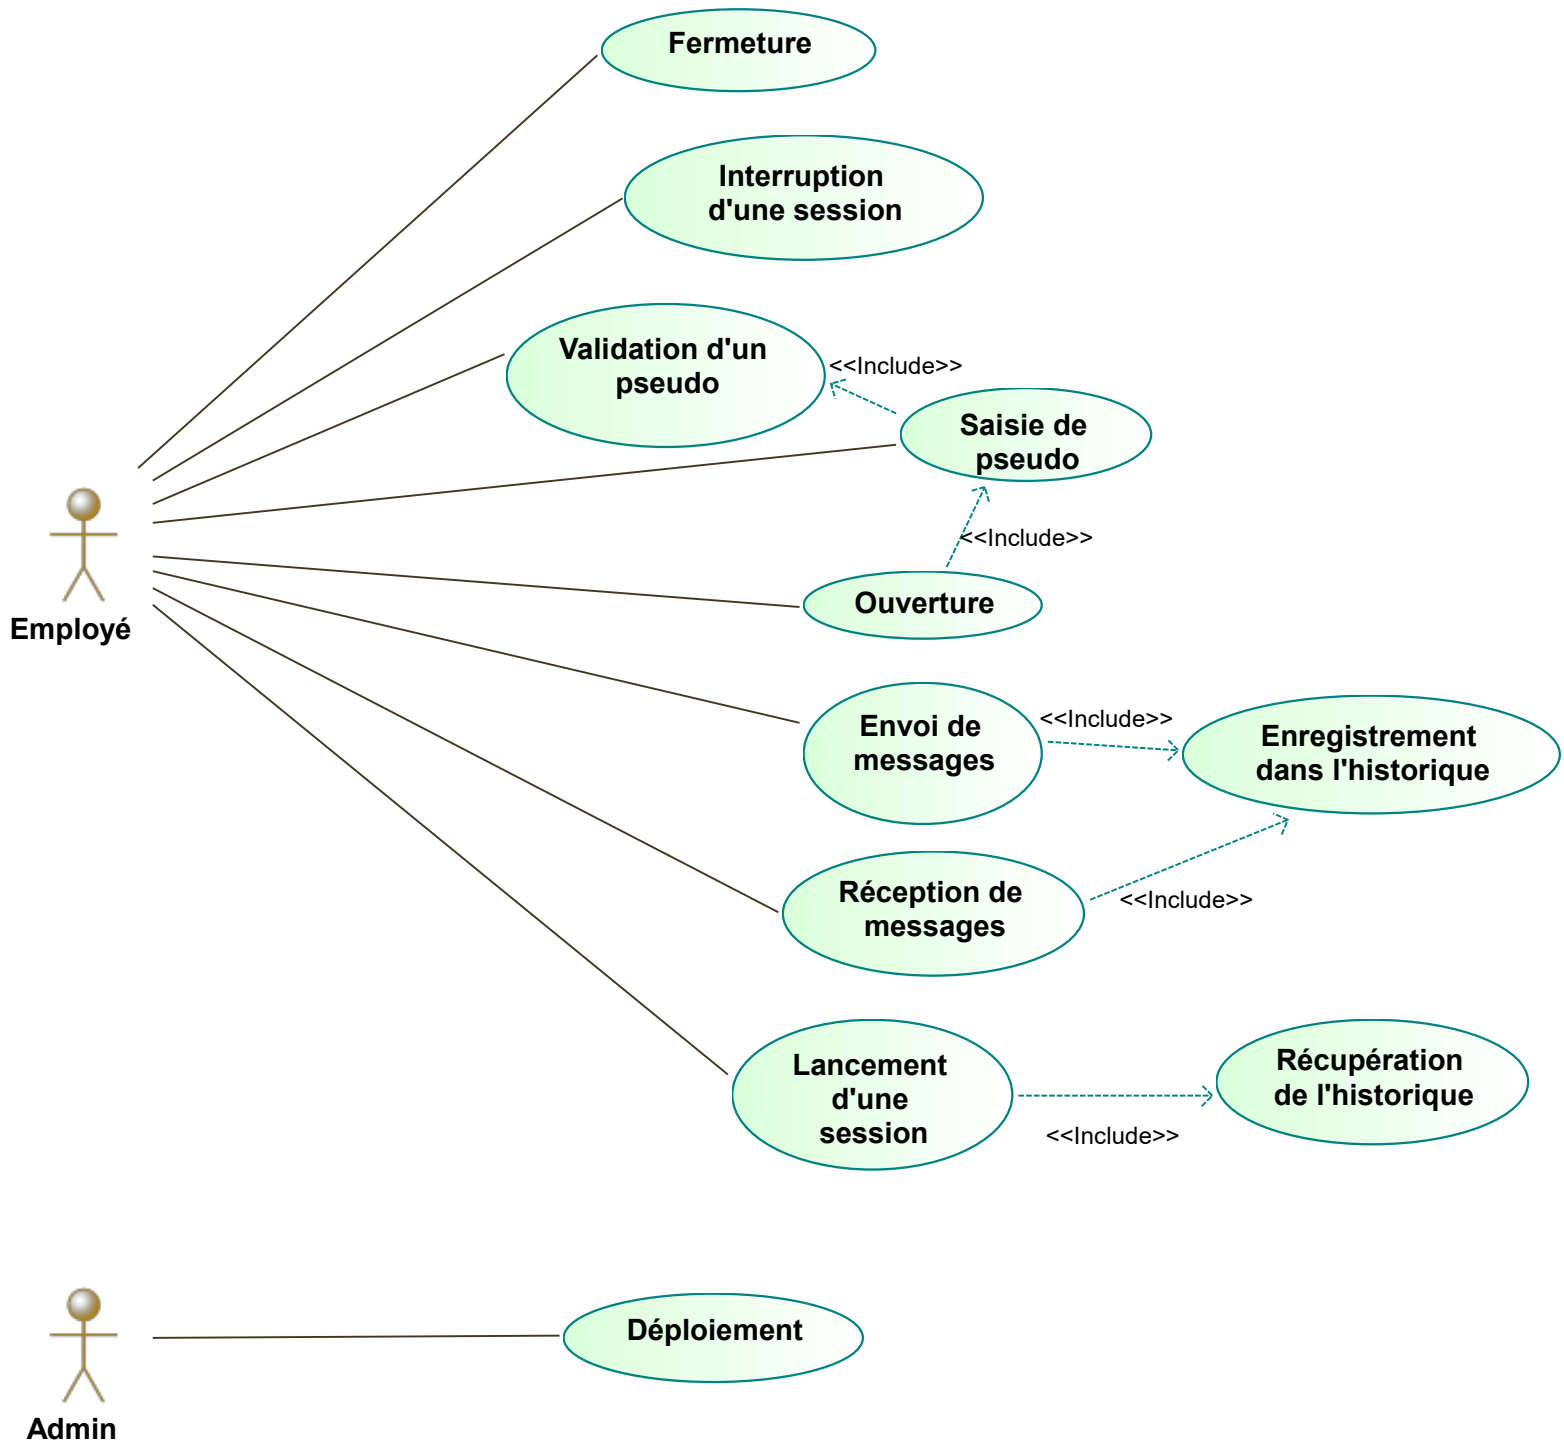 Fermeture
Interruption
d'une session
Validation d'un
pseudo
<<Include>>
Saisie de
pseudo
<<Include>>
Ouverture
Employé
Envoi de
messages
<<Include>>
Enregistrement
dans l'historique
Réception de
messages
<<Include>>
Lancement
d'une
session
<<Include>>
Récupération
de l'historique
Déploiement
Admin